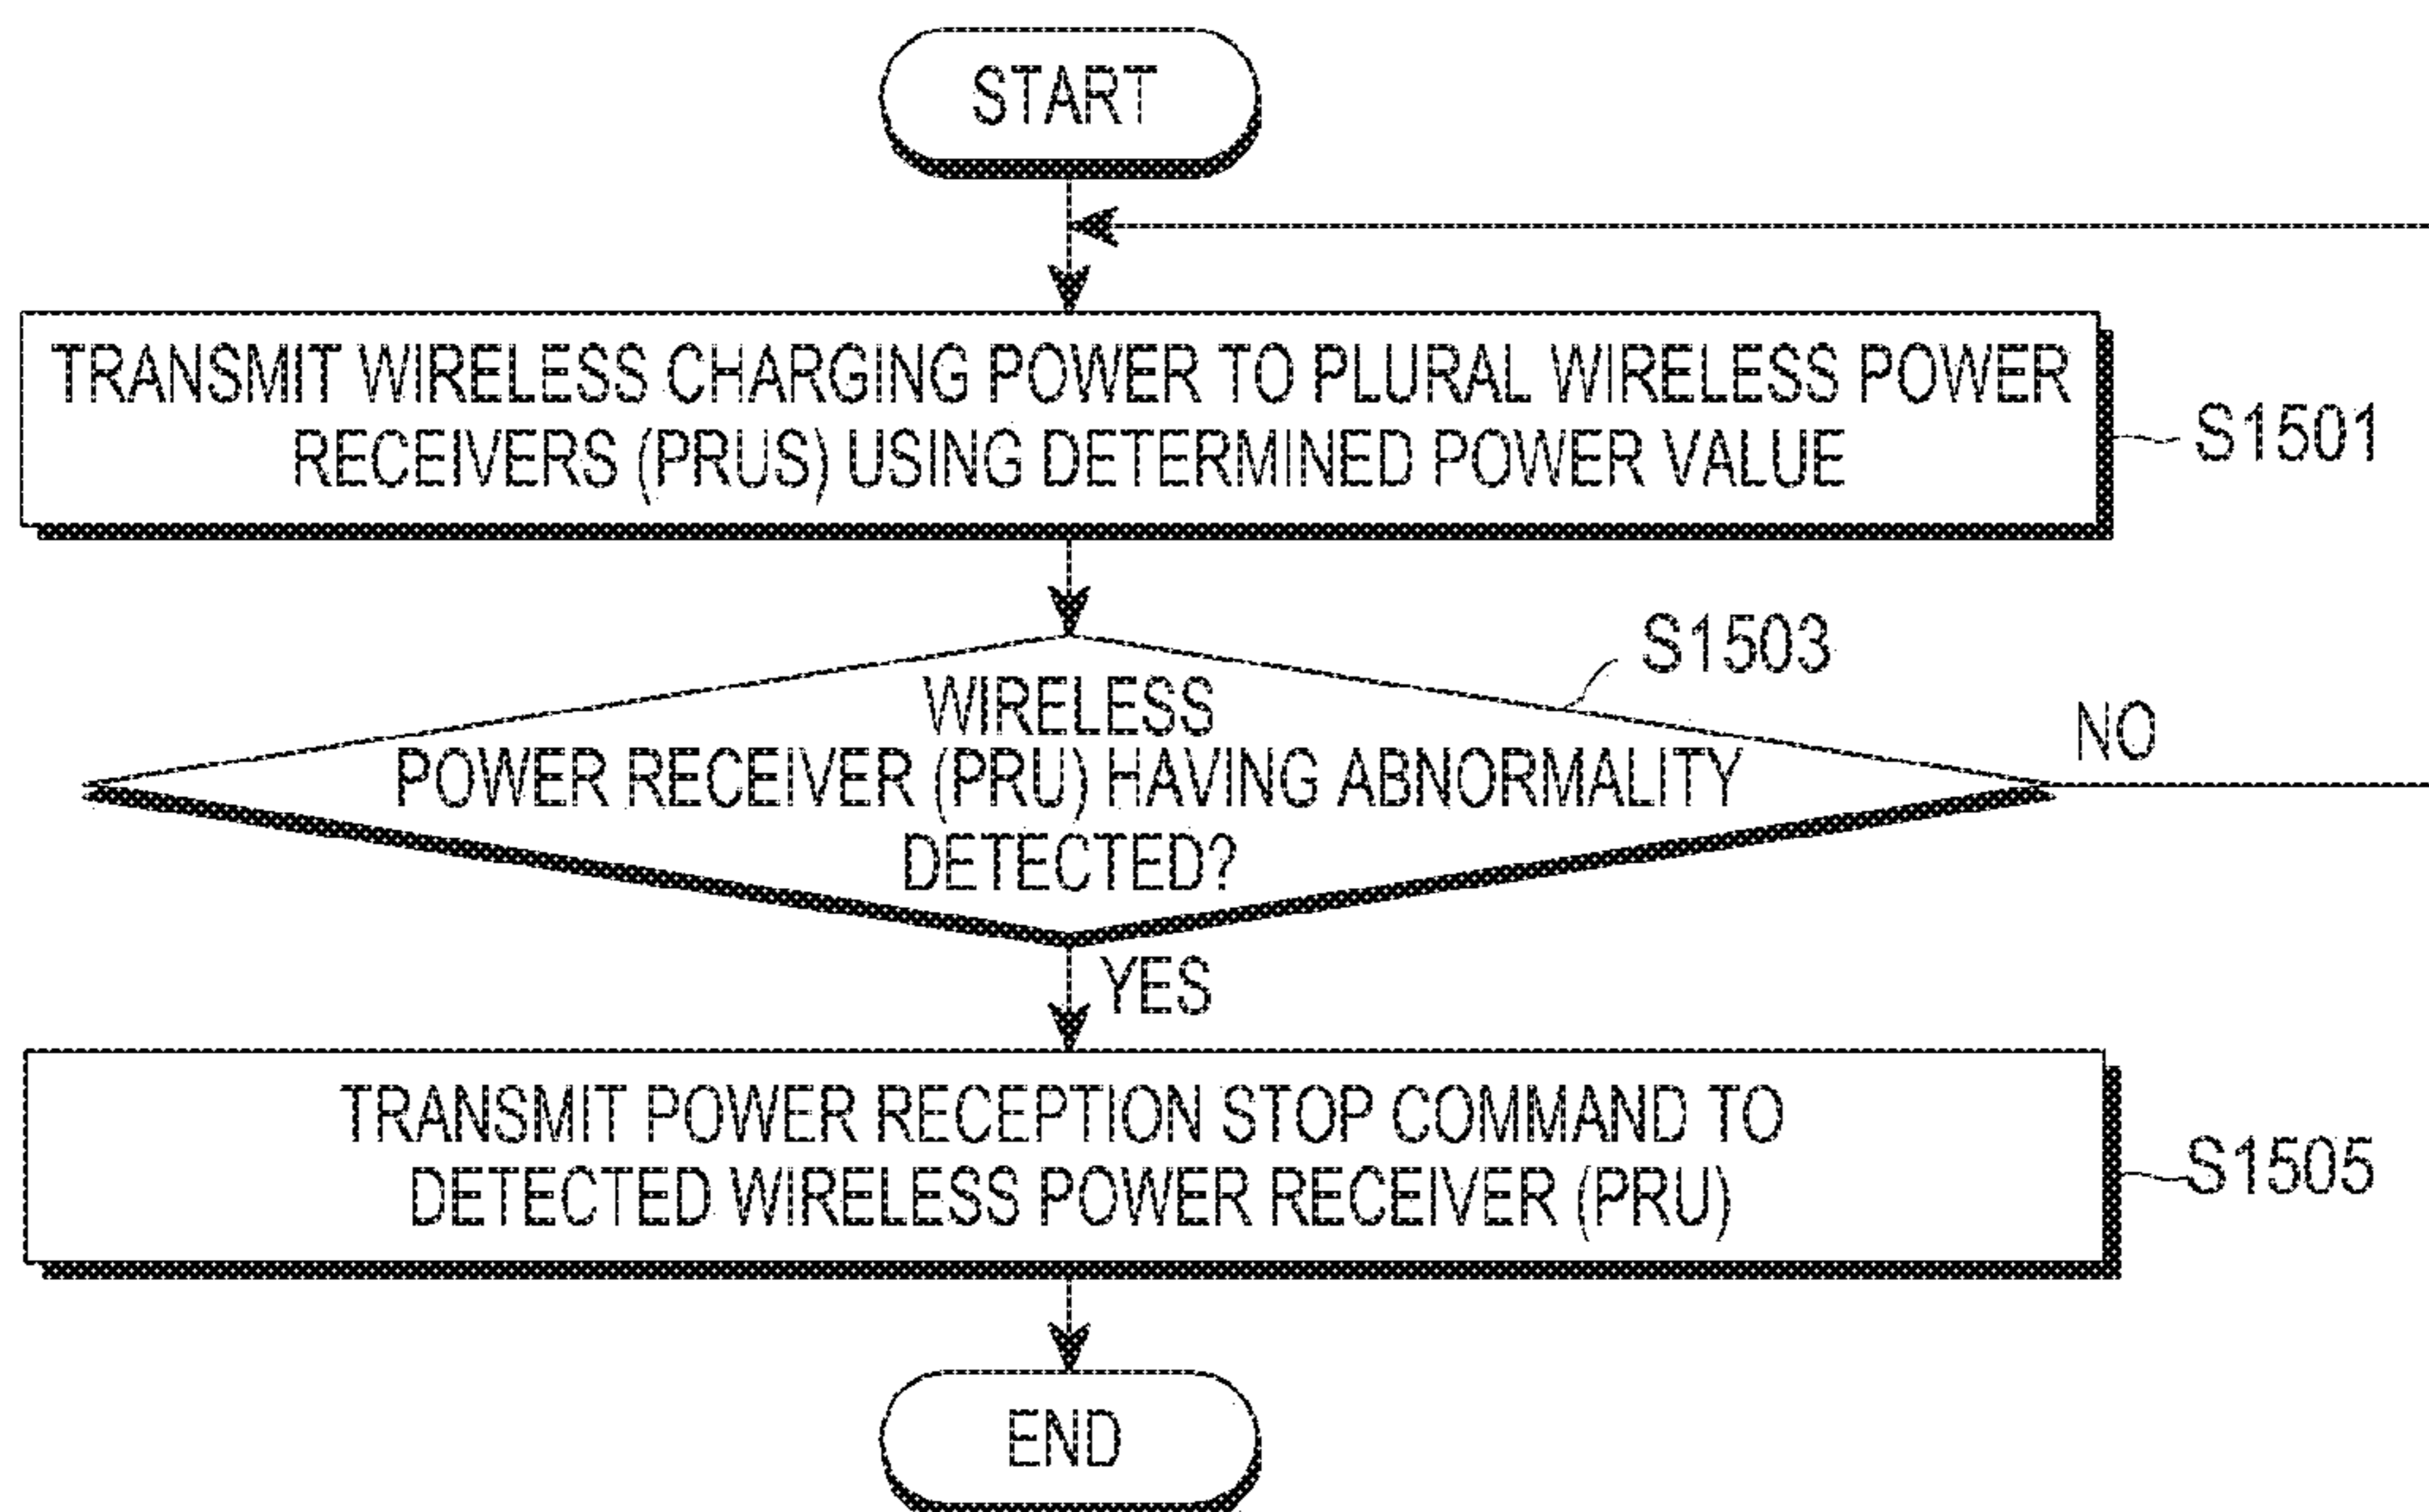 START
TRANSMIT WIRELESS CHARGING POWER TO PLURAL WIRELESS POWER
RECEIVERS (PRUS) USING DETERMINED POWER VALUE
S1501
S1503
WIRELESS
POWER RECEIVER (PRU) HAVING ABNORMALITY
DETECTED?
NO
YES
TRANSMIT POWER RECEPTION STOP COMMAND TO
DETECTED WIRELESS POWER RECEIVER (PRU)
S1505
END